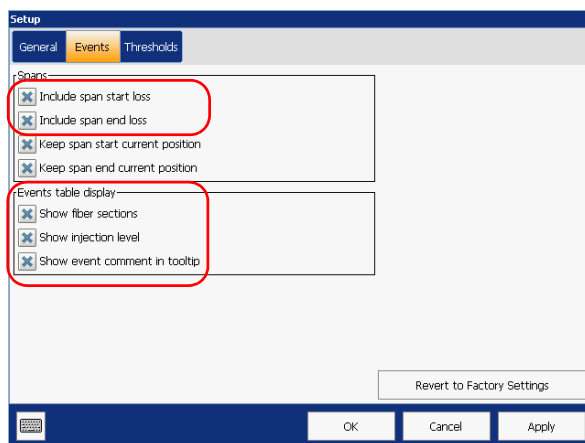 Setup
General Events Thresholds
Spans
Include span start loss
Include span end loss
Keep span start current position
Keep span end current position
Events table display
Show fiber sections
Show injection level
Show event comment in tooltip
Revert to Factory Settings
OK Cancel Apply